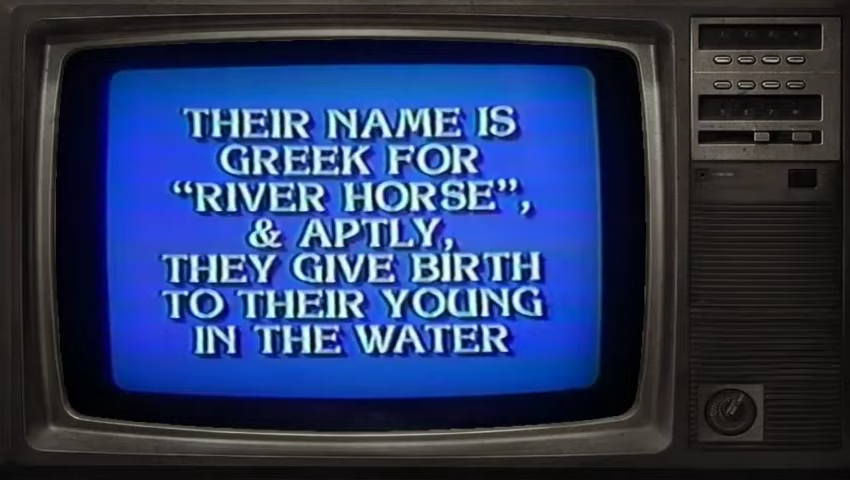 THEIR NAME IS
GREEK FOR
“RIVER HORSE”,
& APTLY,
THEY GIVE BIRTH
TO THEIR YOUNG
IN THE WATER